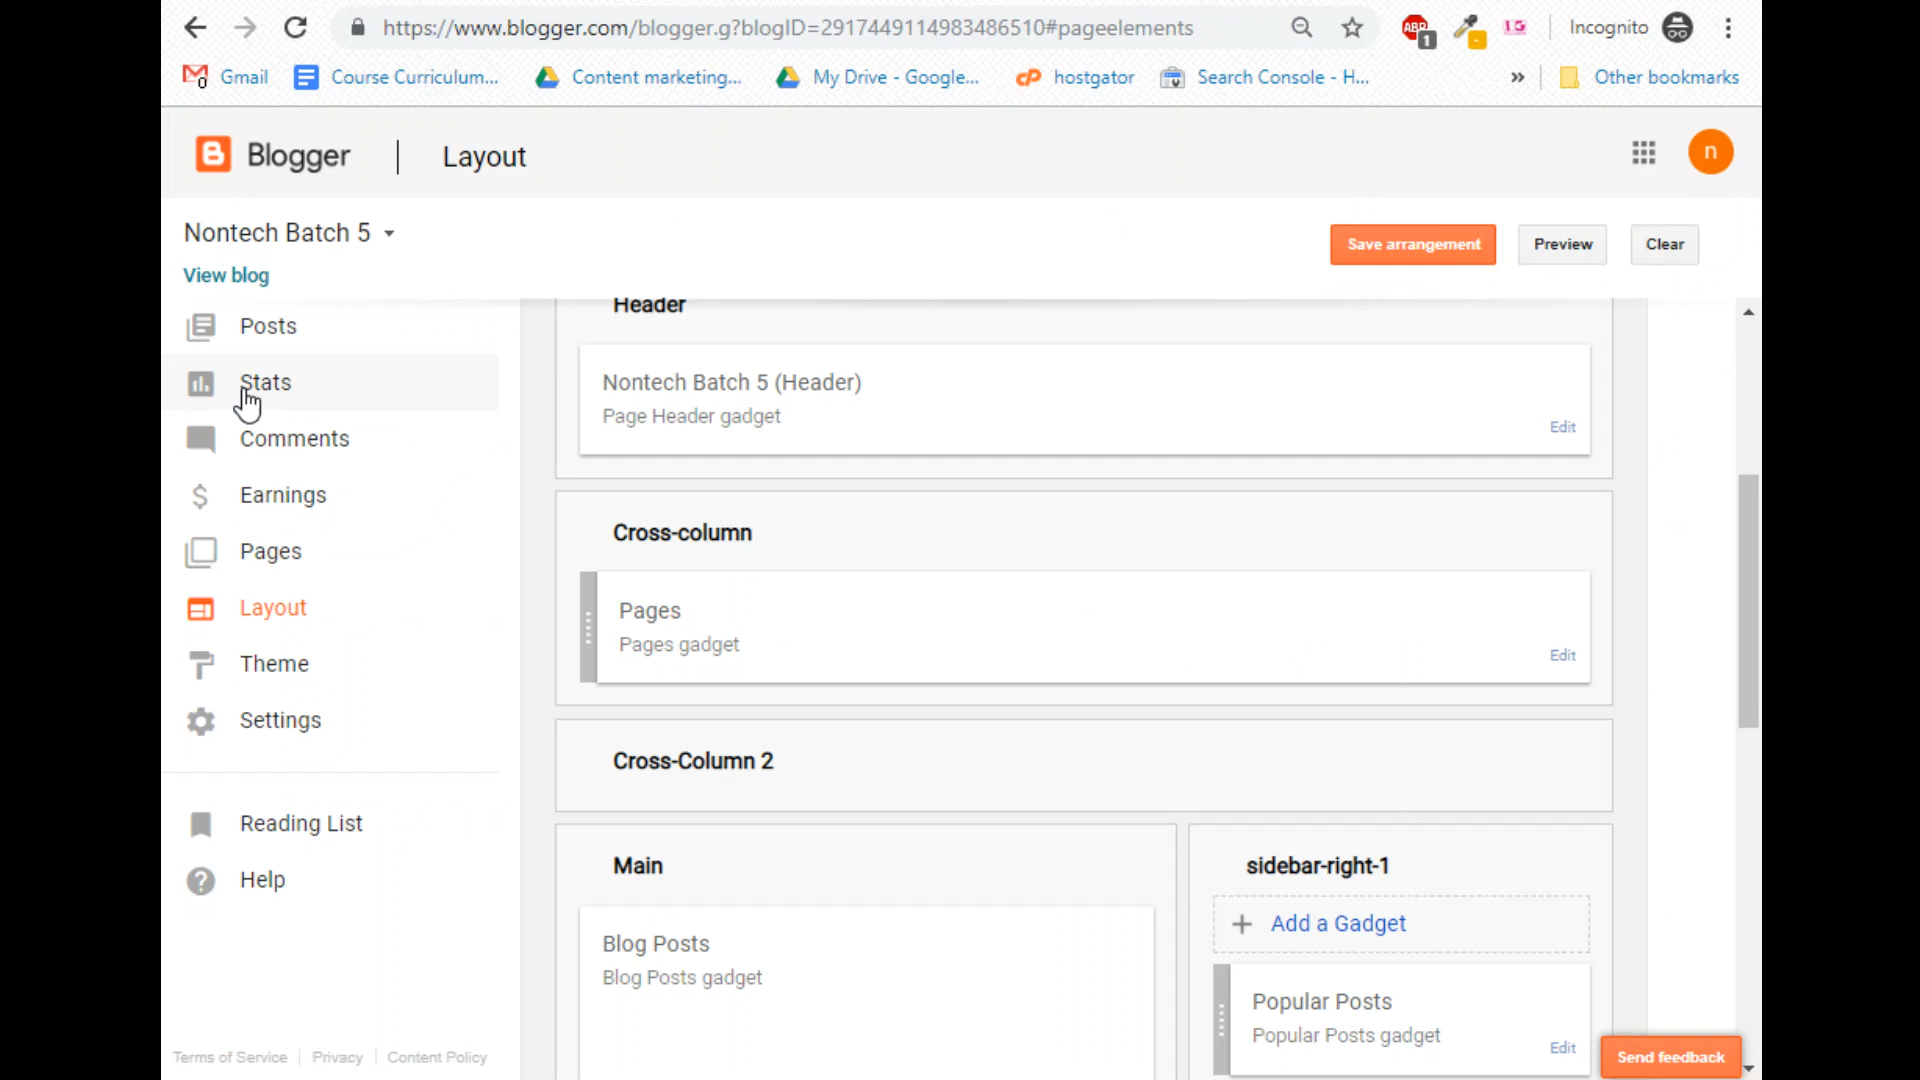 https://www.blogger.com/blogger.g?blogID=2917449114983486510#pageelements
ABP
1
Incognito
Gmail
0
Course Curriculum...
Content marketing...
My Drive - Google...
cP
hostgator
Search Console - H...
»
Other bookmarks
Blogger
Layout
n
Nontech Batch 5
View blog
Save arrangement
Preview
Clear
Posts
Stats
Comments
Earnings
Pages
Layout
Theme
Settings
Reading List
Help
Terms of Service
Privacy
Content Policy
Header
Nontech Batch 5 (Header)
Page Header gadget
Edit
Cross-column
Pages
Pages gadget
Edit
Cross-Column 2
Main
Blog Posts
Blog Posts gadget
sidebar-right-1
+ Add a Gadget
Popular Posts
Popular Posts gadget
Edit
Send feedback